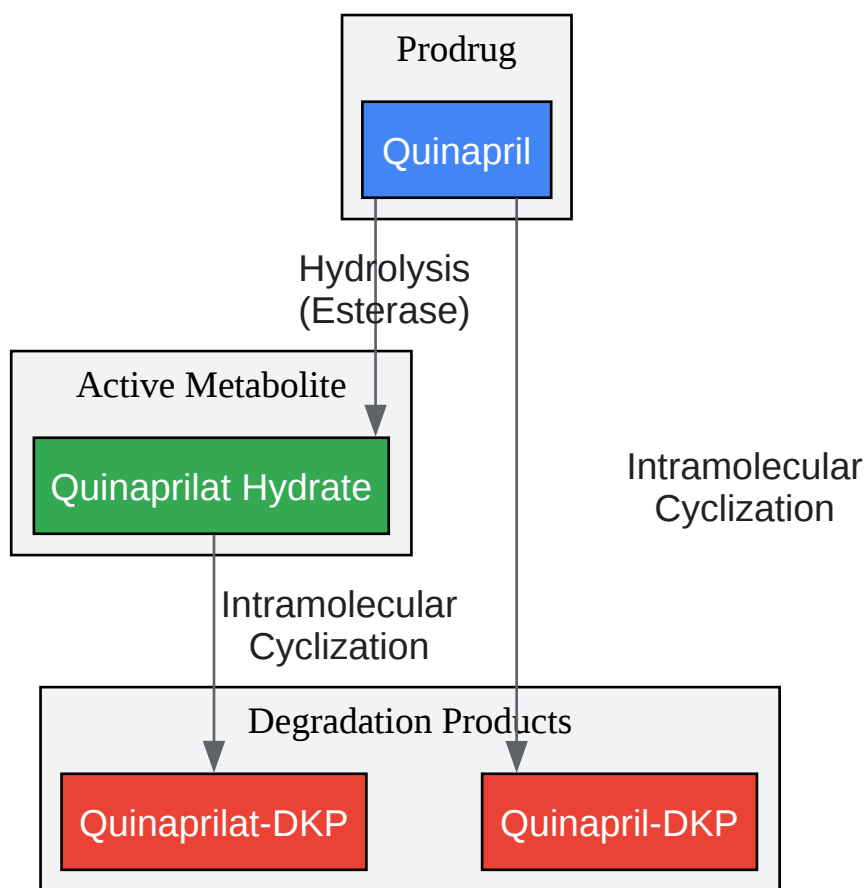 Prodrug
Quinapril
Hydrolysis
(Esterase)
Active Metabolite
Quinaprilat Hydrate
Intramolecular
Cyclization
Intramolecular
Cyclization
Degradation Products
Quinaprilat-DKP
Quinapril-DKP